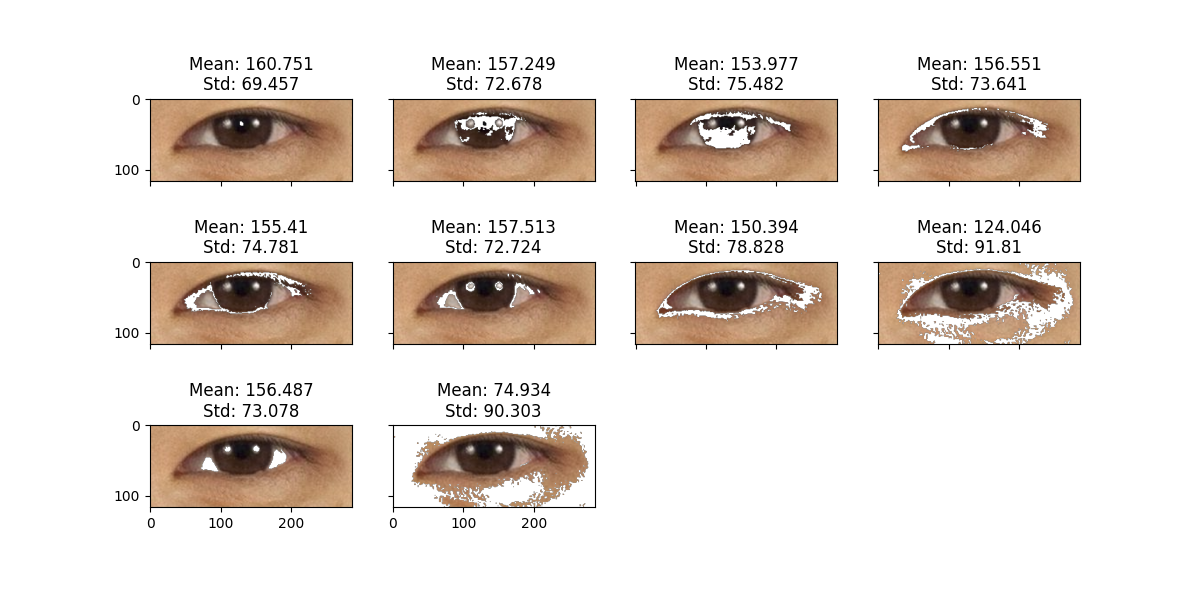 Mean: 160.751
Std: 69.457
Mean: 157.249
Std: 72.678
Mean: 153.977
Std: 75.482
Mean: 156.551
Std: 73.641
0
100
Mean: 155.41
Std: 74.781
Mean: 157.513
Std: 72.724
Mean: 150.394
Std: 78.828
Mean: 124.046
Std: 91.81
0
100
Mean: 156.487
Std: 73.078
Mean: 74.934
Std: 90.303
0
100
0 100 200
0 100 200